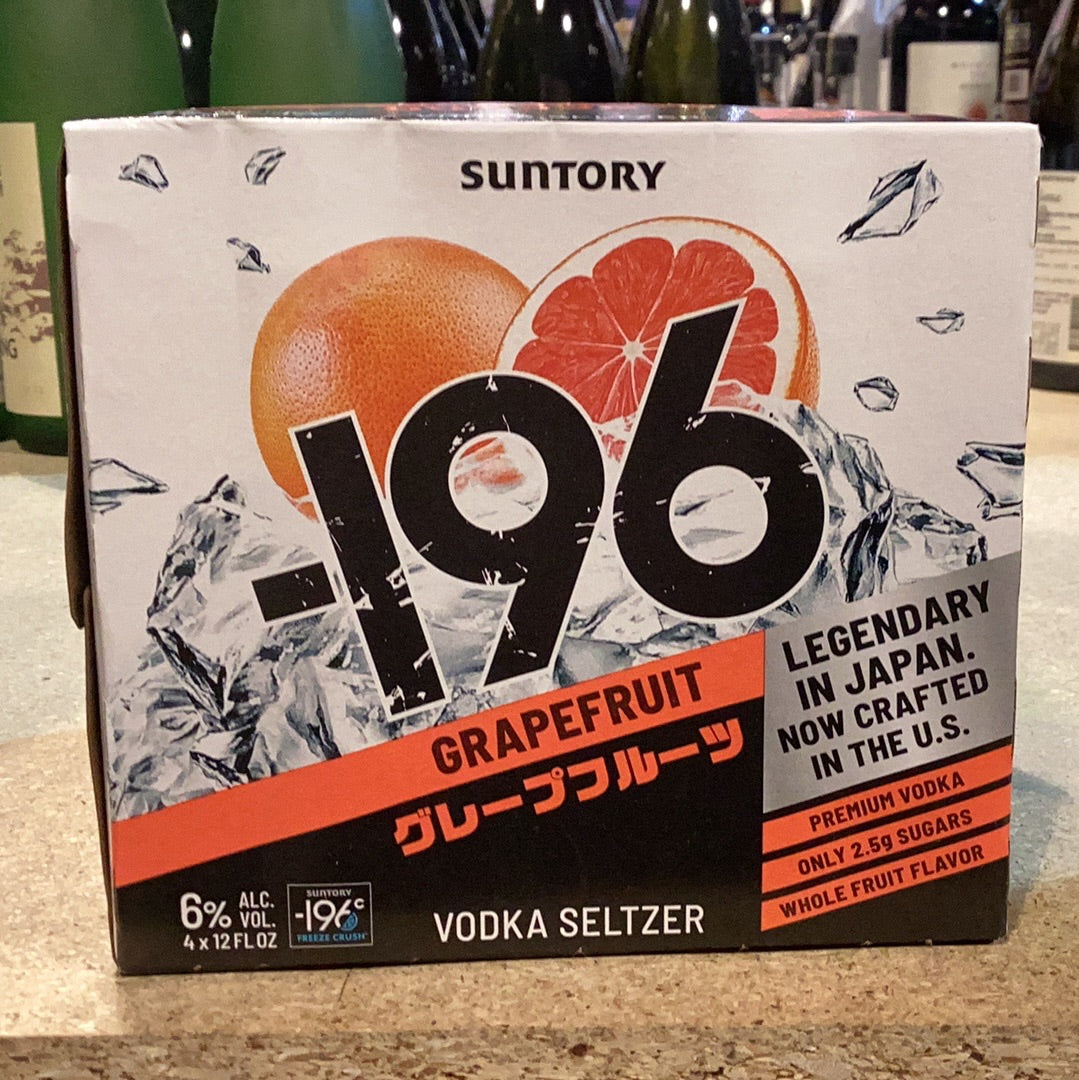 SUNTORY
-196
GRAPEFRUIT
グレープフルーツ
LEGENDARY
IN JAPAN.
NOW CRAFTED
IN THE U.S.
PREMIUM VODKA
ONLY 2.5g SUGARS
WHOLE FRUIT FLAVOR
6% ALC.
VOL.
4 x 12 FL OZ
SUNTORY
-196°C
FREEZE CRUSH™
VODKA SELTZER